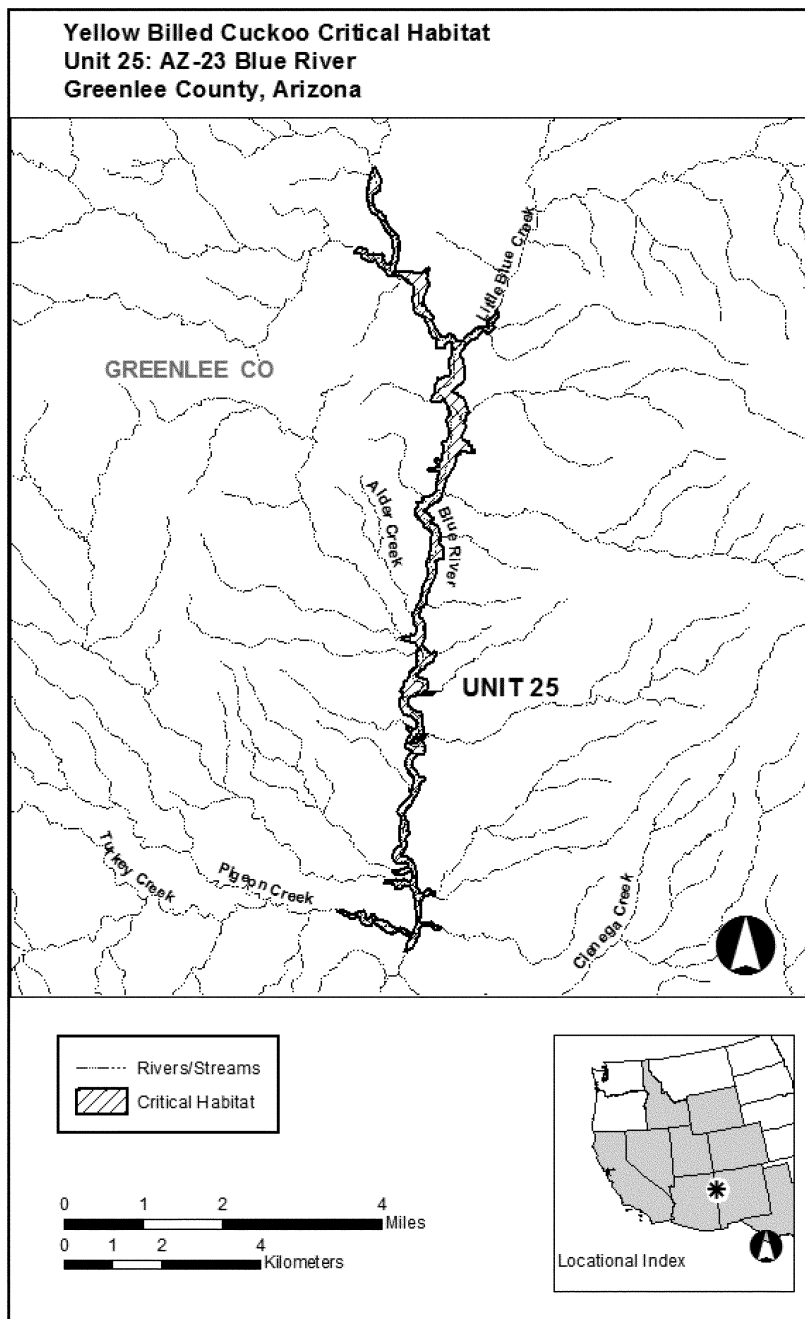 Yellow Billed Cuckoo Critical Habitat
Unit 25: AZ-23 Blue River
Greenlee County, Arizona
Little Blue Creek
GREENLEE CO
Alder Creek
Blue River
UNIT 25
Turkey Creek
Pigeon Creek
Cienega Creek
Rivers/Streams
Critical Habitat
0 1 2 4
Miles
0 1 2 4
Kilometers
Locational Index